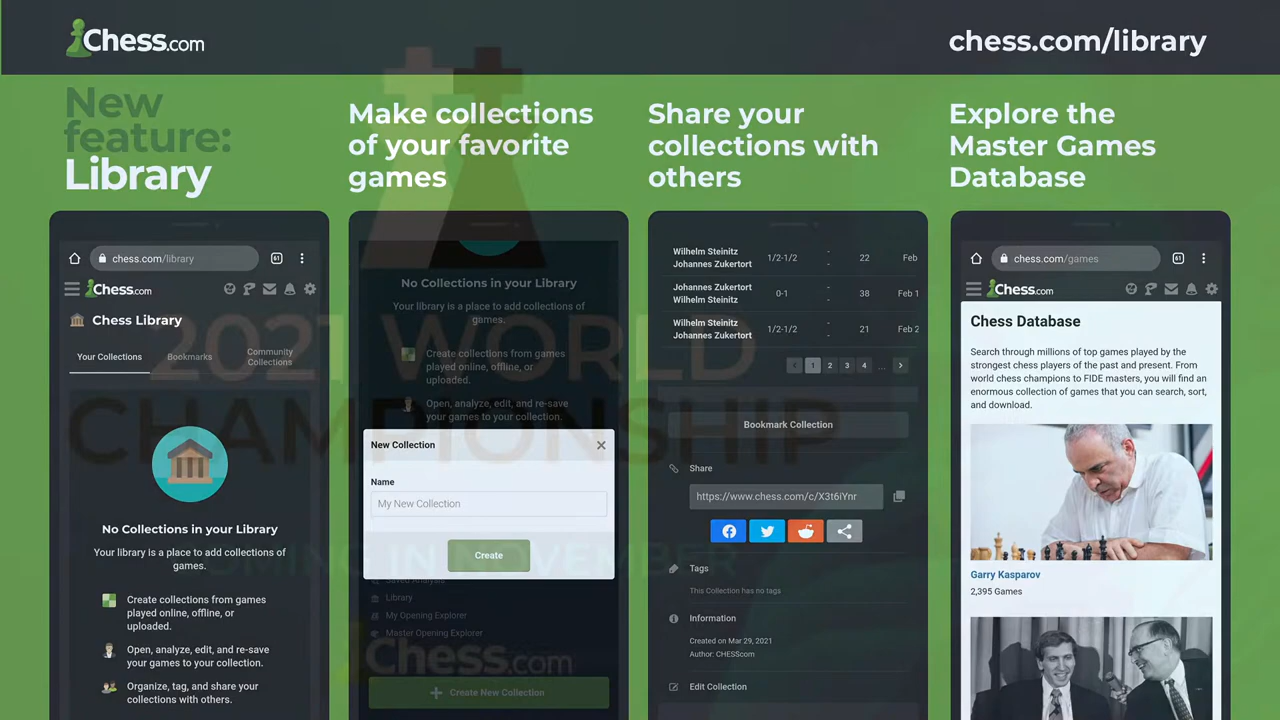 Chess.com
chess.com/library
New
feature:
Library
Make collections
of your favorite
games
Share your
collections with
others
Explore the
Master Games
Database
chess.com/library
61
Chess.com
Chess Library
Your Collections
Bookmarks
Community
Collections
No Collections in your Library
Your library is a place to add collections of
games.
Create collections from games
played online, offline, or
uploaded.
Open, analyze, edit, and re-save
your games to your collection.
Organize, tag, and share your
collections with others.
No Collections in your Library
Your library is a place to add collections of
games.
Create collections from games
played online, offline, or
uploaded.
Open, analyze, edit, and re-save
your games to your collection.
New Collection
Name
My New Collection
Create
Saved Analysis
Library
My Opening Explorer
Master Opening Explorer
Create New Collection
Wilhelm Steinitz
Johannes Zukertort
1/2-1/2
-
-
22
Feb
Johannes Zukertort
Wilhelm Steinitz
0-1
-
-
38
Feb 1
Wilhelm Steinitz
Johannes Zukertort
1/2-1/2
-
-
21
Feb 2
1 2 3 4 ...
Bookmark Collection
Share
https://www.chess.com/c/X3t6iYnr
Tags
This Collection has no tags
Information
Created on Mar 29, 2021
Author: CHESScom
Edit Collection
chess.com/games
61
Chess.com
Chess Database
Search through millions of top games played by the
strongest chess players of the past and present. From
world chess champions to FIDE masters, you will find an
enormous collection of games that you can search, sort,
and download.
Garry Kasparov
2,395 Games
2021 WORLD
CHAMPIONSHIP
COMING IN NOVEMBER
Chess.com